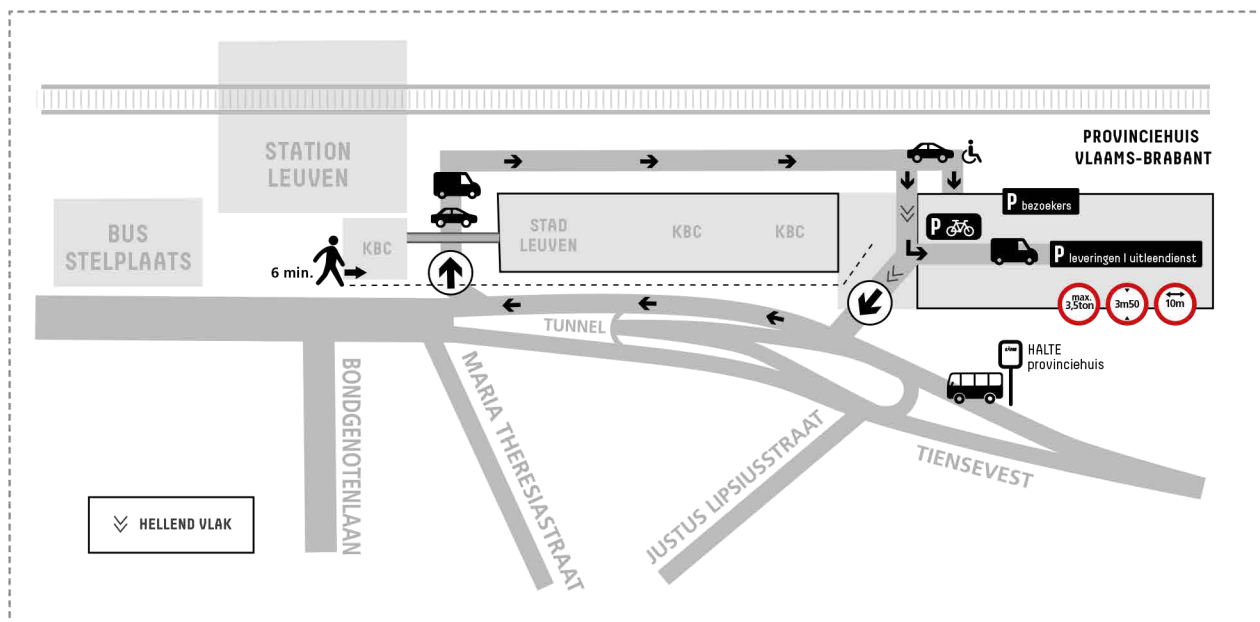 PROVINCIEHUIS
VLAAMS-BRABANT
STATION
LEUVEN
BUS
STELPLAATS
KBC
STAD
LEUVEN
KBC
KBC
6 min.
P bezoekers
P
P leveringen I uitleendienst
max.
3,5ton
3m50
10m
TUNNEL
HALTE
provinciehuis
BONDGENOTENLAAN
MARIA THERESIASTRAAT
JUSTUS LIPSIUSSTRAAT
TIENSEVEST
HELLEND VLAK